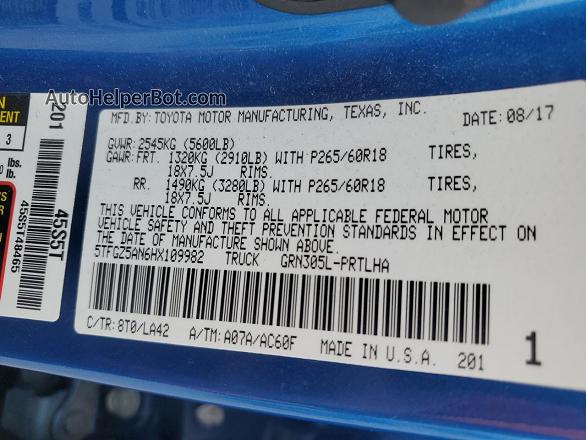 AutoHelperBot.com
MFD.BY: TOYOTA MOTOR MANUFACTURING, TEXAS, INC. DATE: 08/17
GVWR: 2545KG (5600LB)
GAWR: FRT. 1320KG (2910LB) WITH P265/60R18 TIRES,
18X7.5J RIMS.
RR. 1490KG (3280LB) WITH P265/60R18 TIRES,
18X7.5J RIMS.
THIS VEHICLE CONFORMS TO ALL APPLICABLE FEDERAL MOTOR
VEHICLE SAFETY AND THEFT PREVENTION STANDARDS IN EFFECT ON
THE DATE OF MANUFACTURE SHOWN ABOVE.
5TFGZ5AN6HX109982 TRUCK GRN305L-PRTLHA
C/TR: 8T0/LA42 A/TM: A07A/AC60F MADE IN U.S.A. 201
1
201
45S5T
3
lbs.
lb